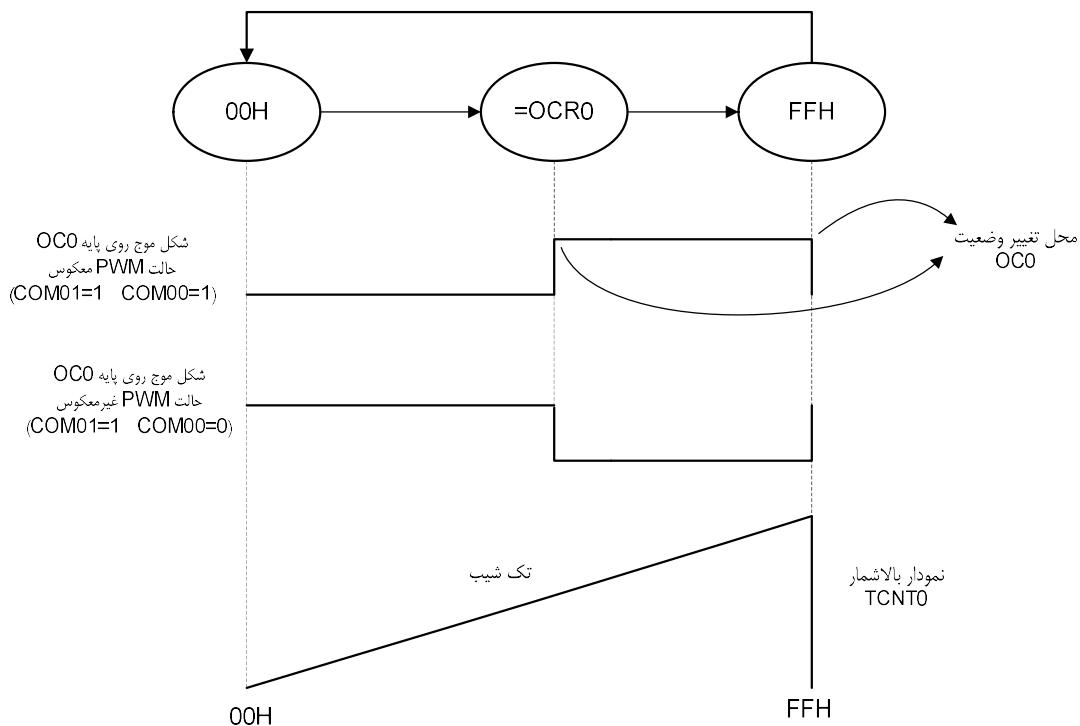 00H
=OCR0
FFH
شکل موج روی پایه OC0
حالت PWM معکوس
(COM01=1 COM00=1)
محل تغییر وضعیت
OC0
شکل موج روی پایه OC0
حالت PWM غیرمعکوس
(COM01=1 COM00=0)
تک شیب
نمودار بالاشمار
TCNT0
00H
FFH